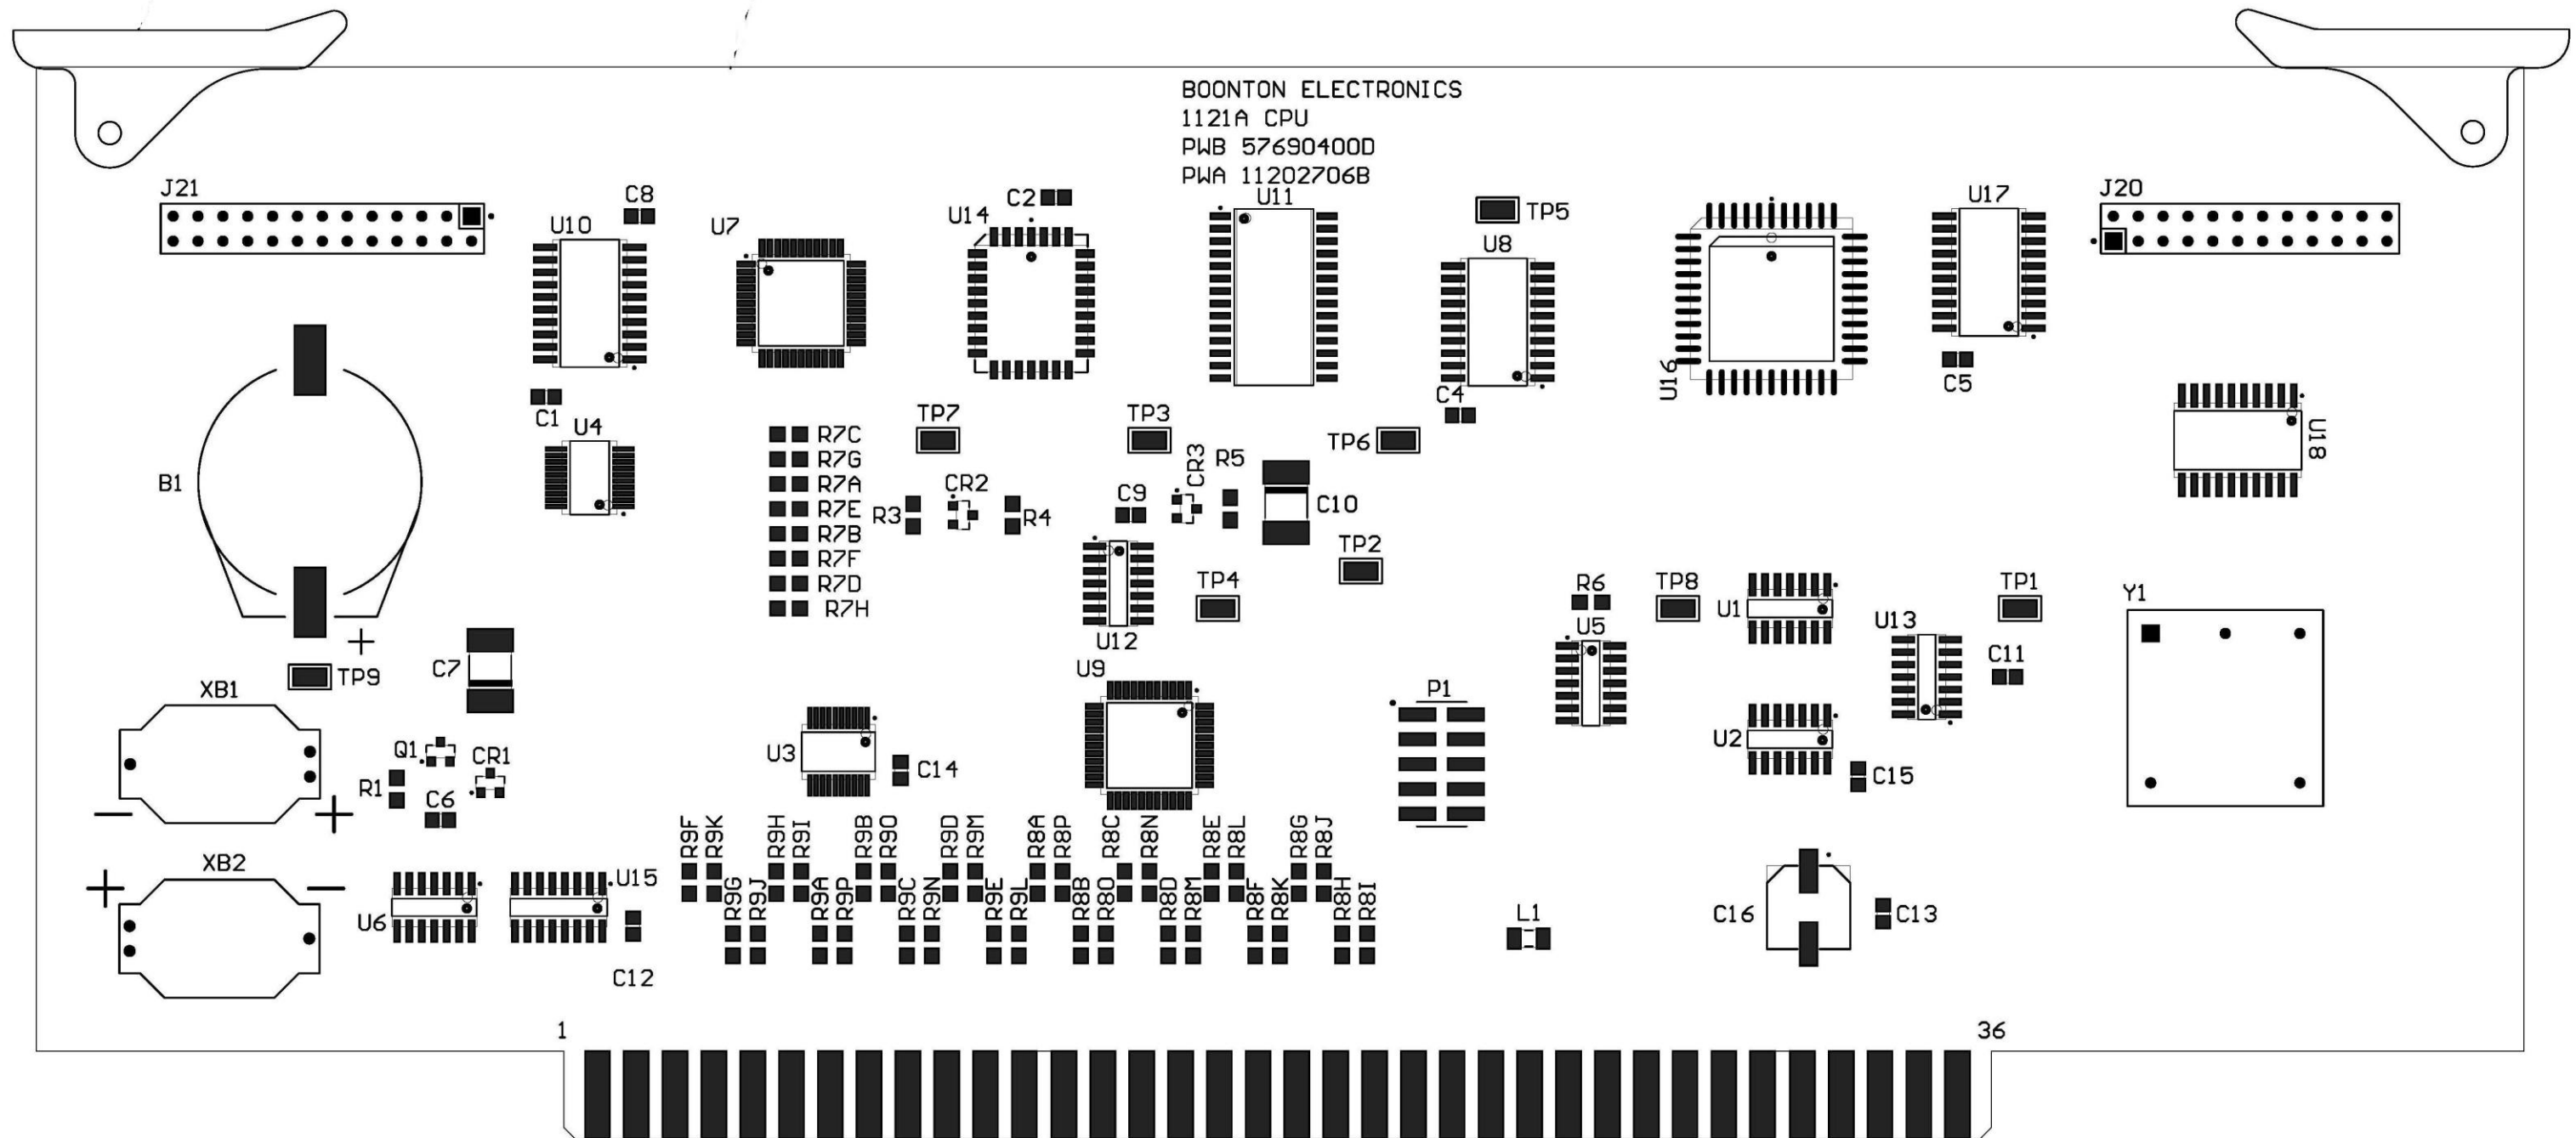 BOONTON ELECTRONICS
1121A CPU
PWB 57690400D
PWA 11202706B
J21
C8
U10
U7
U14
C2
U11
TP5
U8
U17
J20
U16
C1
U4
C4
C5
U18
B1
R7C
R7G
R7A
R7E
R7B
R7F
R7D
R7H
TP7
TP3
TP6
CR3
R5
R3
CR2
R4
C9
C10
TP2
TP4
U12
R6
TP8
U1
TP1
Y1
U5
U13
C11
+
TP9
C7
XB1
U9
P1
Q1
CR1
R1
C6
U3
C14
U2
C15
− +
R9F R9K R9H R9I R9B R9O R9D R9M R8A R8P R8C R8N R8E R8L R8G R8J
XB2
+ −
U6
U15
R9G R9J R9A R9P R9C R9N R9E R9L R8B R8O R8D R8M R8F R8K R8H R8I
C12
L1
C16
C13
1
36